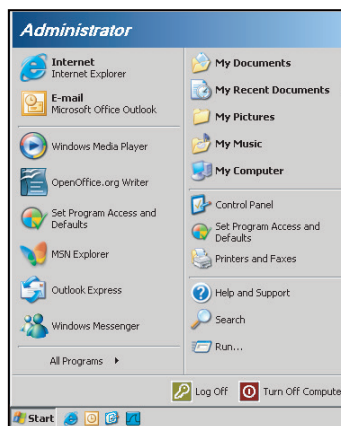 Administrator
Internet
Internet Explorer
E-mail
Microsoft Office Outlook
Windows Media Player
OpenOffice.org Writer
Set Program Access and
Defaults
MSN Explorer
Outlook Express
Windows Messenger
All Programs
My Documents
My Recent Documents
My Pictures
My Music
My Computer
Control Panel
Set Program Access and
Defaults
Printers and Faxes
Help and Support
Search
Run...
Log Off
Turn Off Compute
Start